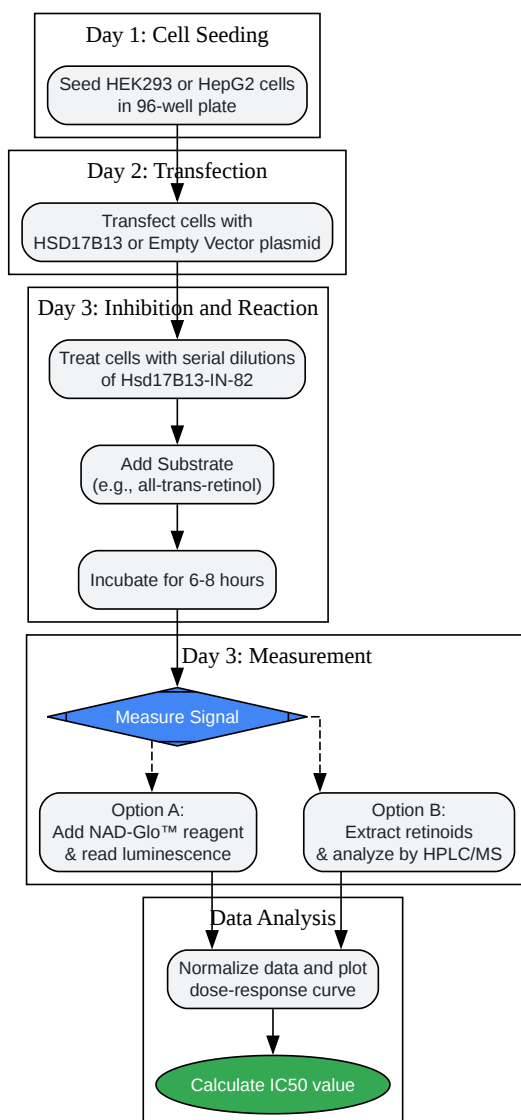 Day 1: Cell Seeding
Seed HEK293 or HepG2 cells
in 96-well plate
Day 2: Transfection
Transfect cells with
HSD17B13 or Empty Vector plasmid
Day 3: Inhibition and Reaction
Treat cells with serial dilutions
of Hsd17B13-IN-82
Add Substrate
(e.g., all-trans-retinol)
Incubate for 6-8 hours
Day 3: Measurement
Measure Signal
Option A:
Add NAD-Glo™ reagent
& read luminescence
Option B:
Extract retinoids
& analyze by HPLC/MS
Data Analysis
Normalize data and plot
dose-response curve
Calculate IC50 value